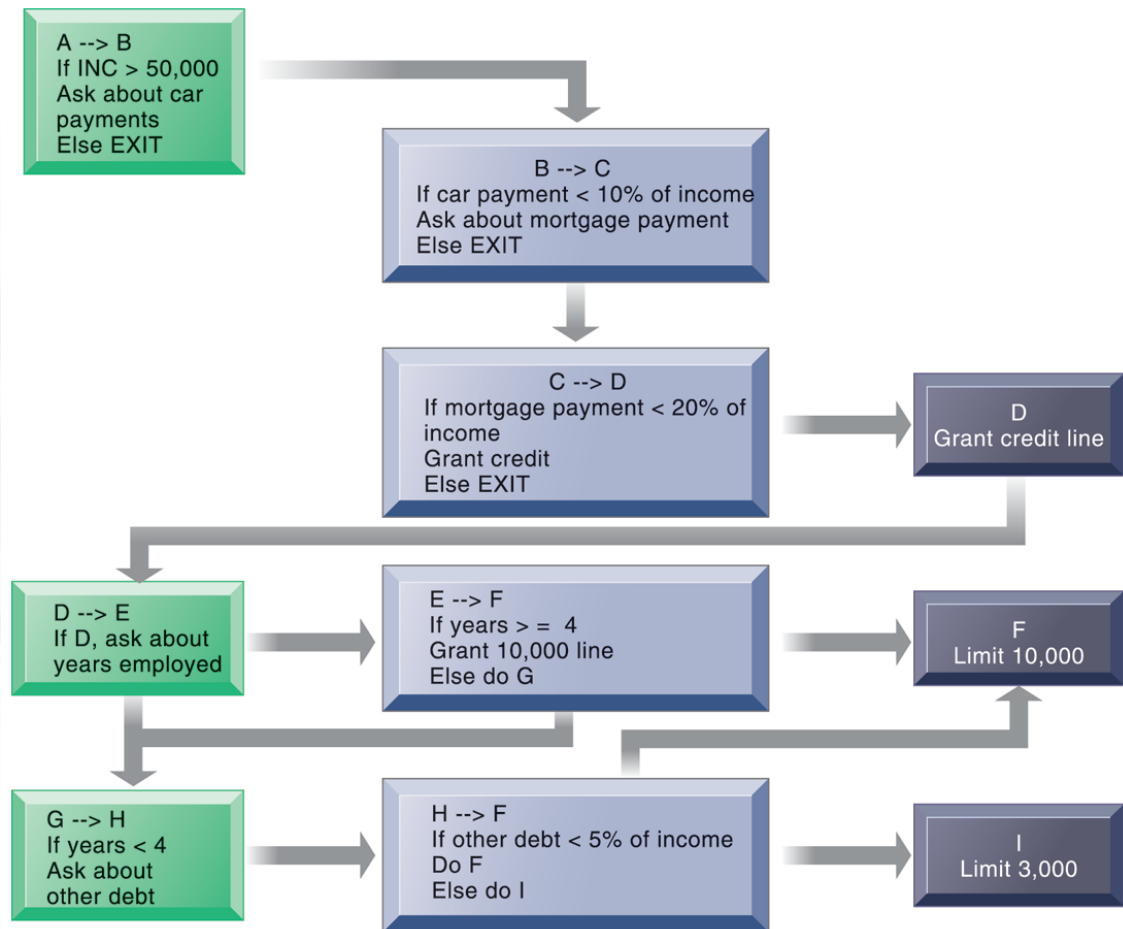 A --> B
If INC > 50,000
Ask about car
payments
Else EXIT
B --> C
If car payment < 10% of income
Ask about mortgage payment
Else EXIT
C --> D
If mortgage payment < 20% of
income
Grant credit
Else EXIT
D
Grant credit line
D --> E
If D, ask about
years employed
E --> F
If years > = 4
Grant 10,000 line
Else do G
F
Limit 10,000
G --> H
If years < 4
Ask about
other debt
H --> F
If other debt < 5% of income
Do F
Else do I
I
Limit 3,000